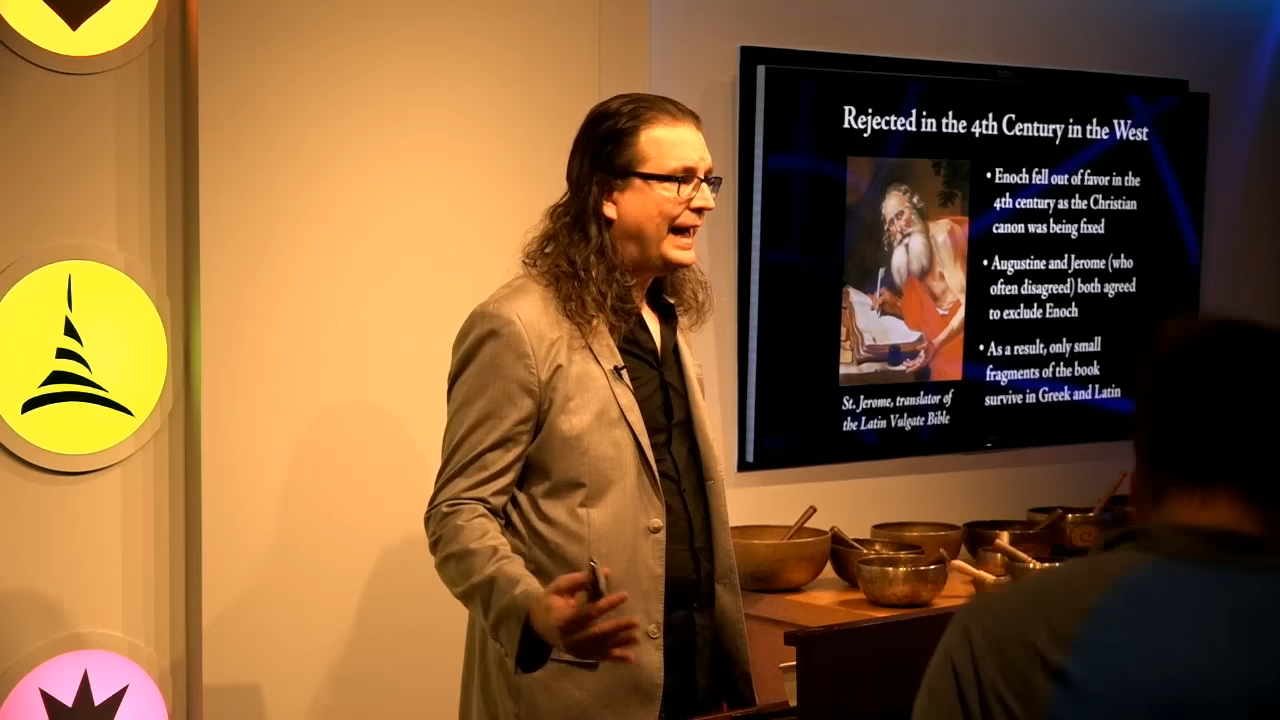 Rejected in the 4th Century in the West
• Enoch fell out of favor in the
4th century as the Christian
canon was being fixed
• Augustine and Jerome (who
often disagreed) both agreed
to exclude Enoch
• As a result, only small
fragments of the book
survive in Greek and Latin
St. Jerome, translator of
the Latin Vulgate Bible